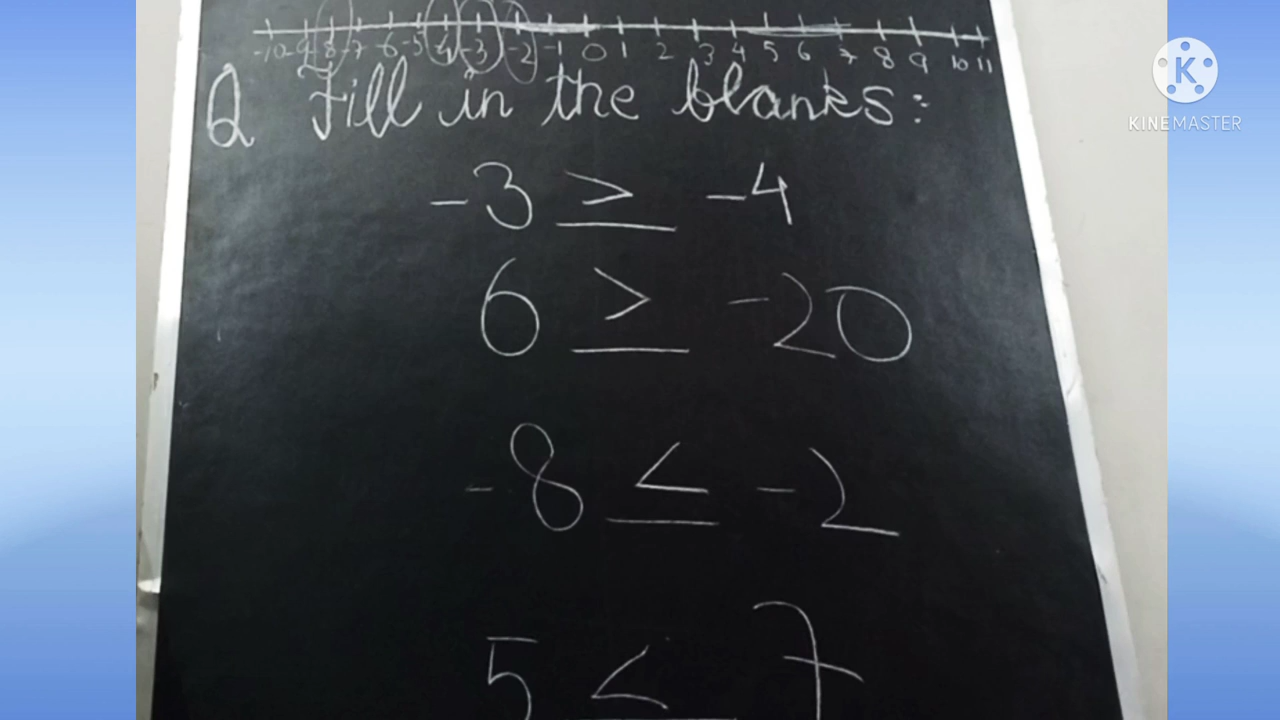 -10 -9 -8 -7 -6 -5 -4 -3 -2 -1 0 1 2 3 4 5 6 7 8 9 10 11
Q Fill in the blanks:
-3 > -4
6 > -20
-8 < -2
5 < 7
K
KINEMASTER